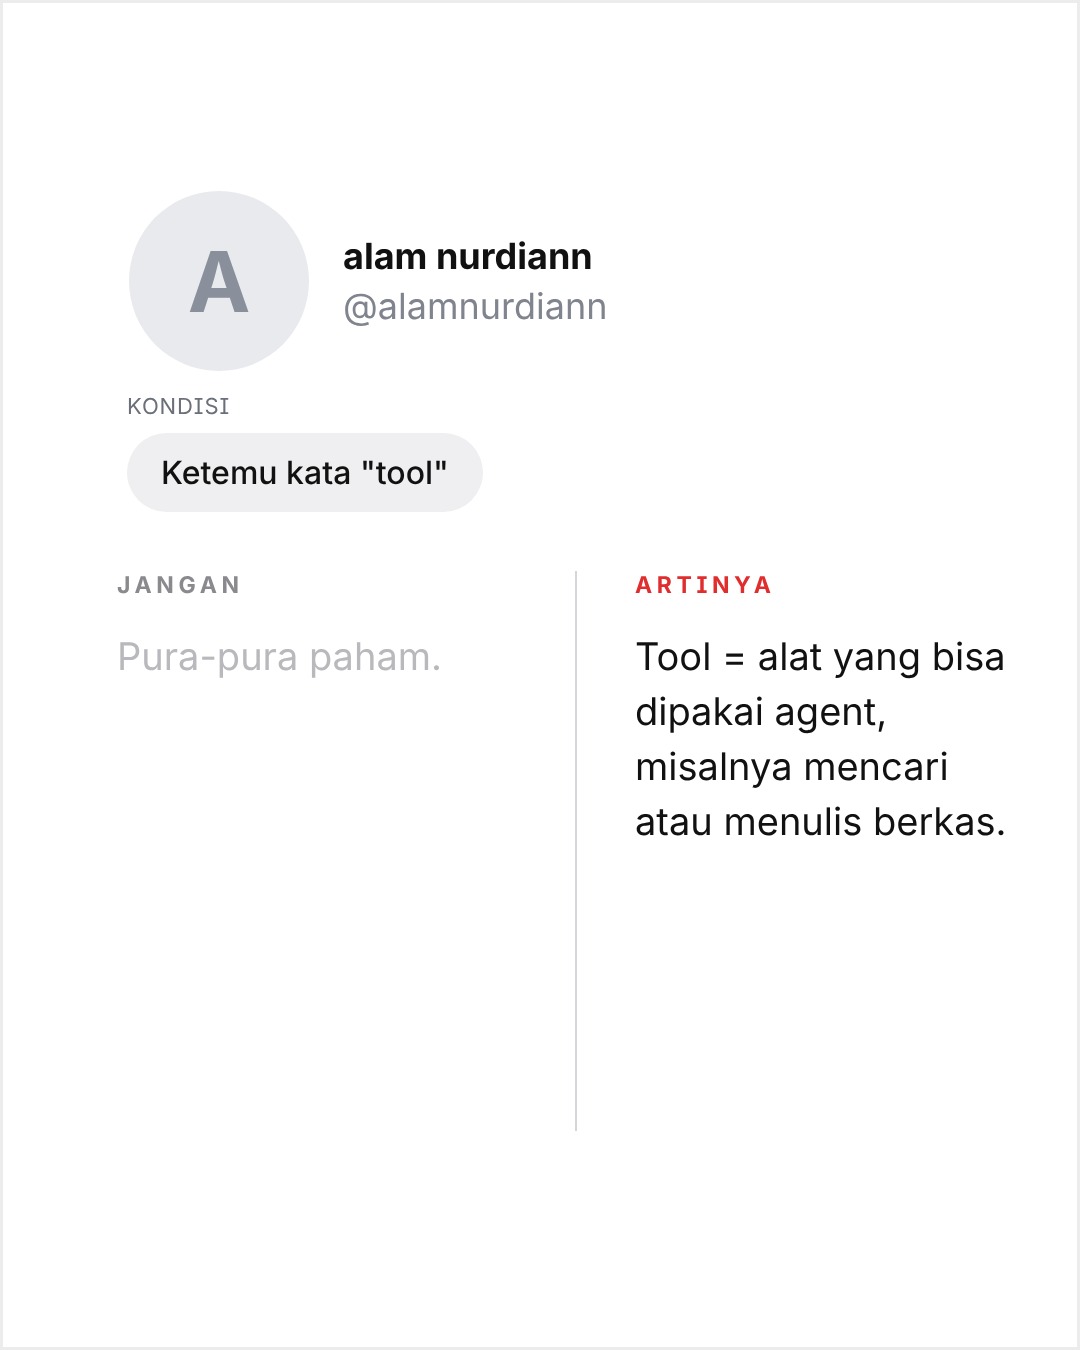 A
alam nurdiann
@alamnurdiann
KONDISI
Ketemu kata "tool"
JANGAN
Pura-pura paham.
ARTINYA
Tool = alat yang bisa
dipakai agent,
misalnya mencari
atau menulis berkas.